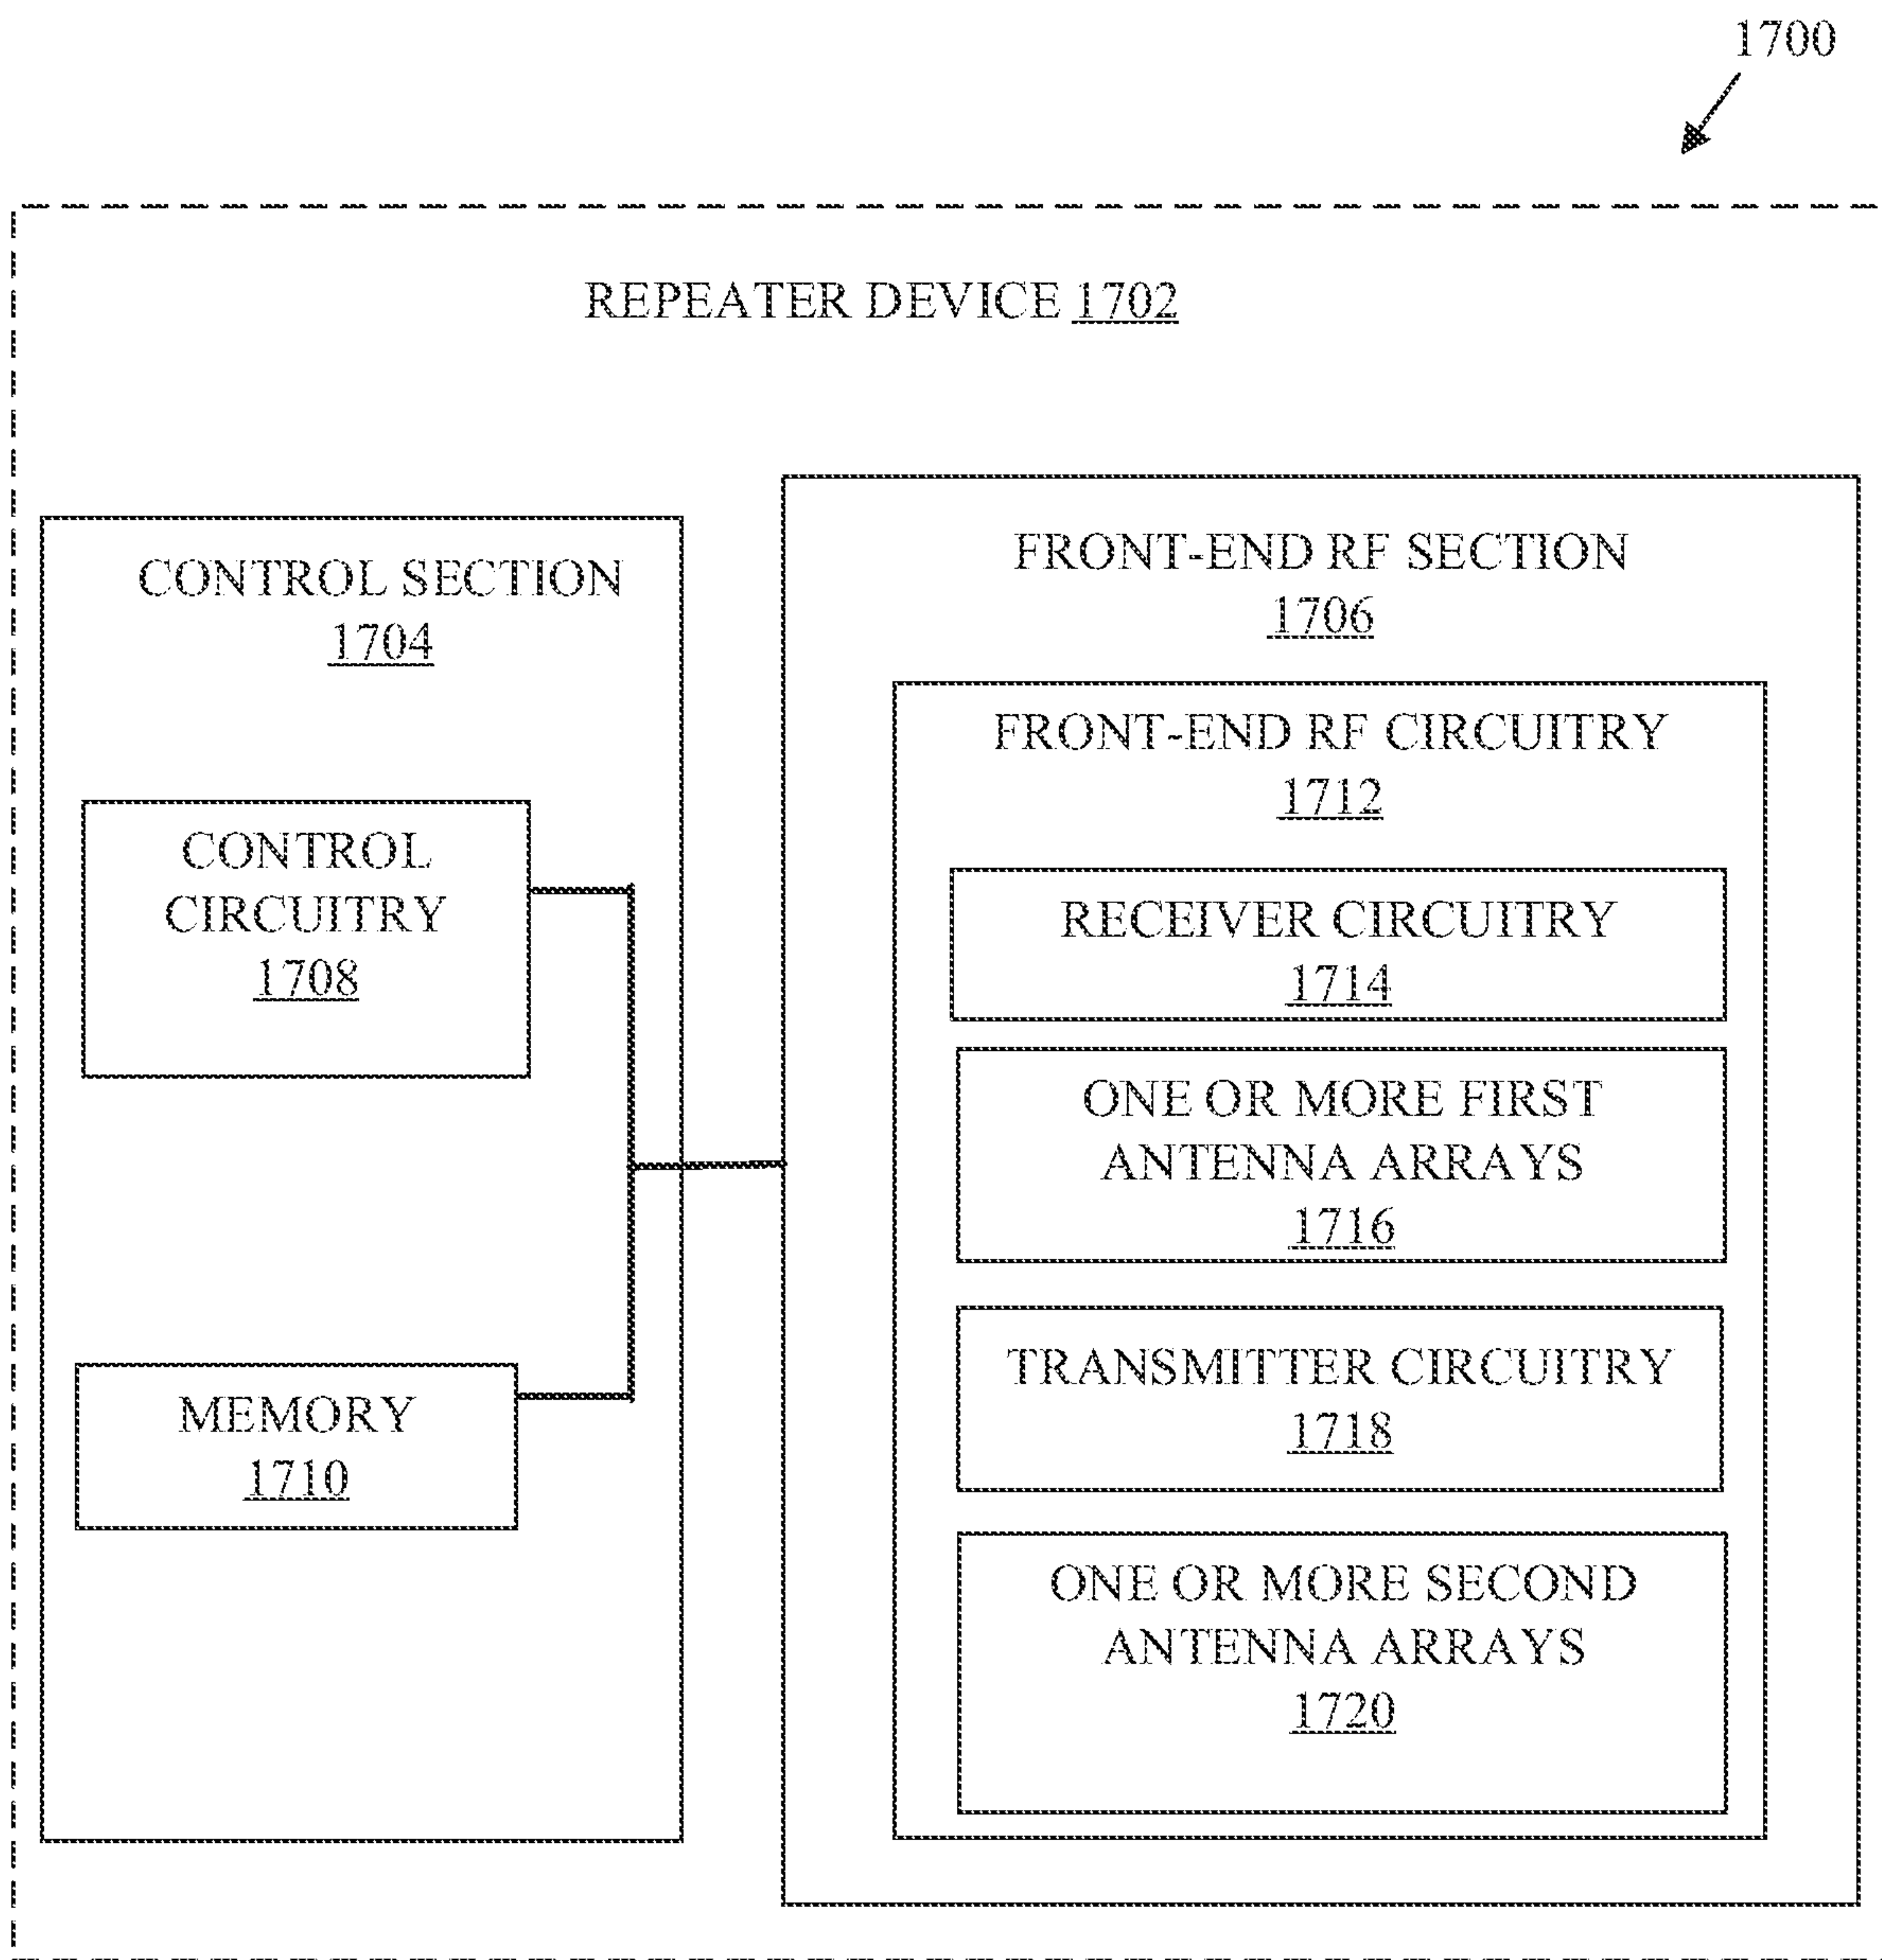 1700
REPEATER DEVICE 1702
CONTROL SECTION
1704
CONTROL
CIRCUITRY
1708
MEMORY
1710
FRONT-END RF SECTION
1706
FRONT-END RF CIRCUITRY
1712
RECEIVER CIRCUITRY
1714
ONE OR MORE FIRST
ANTENNA ARRAYS
1716
TRANSMITTER CIRCUITRY
1718
ONE OR MORE SECOND
ANTENNA ARRAYS
1720